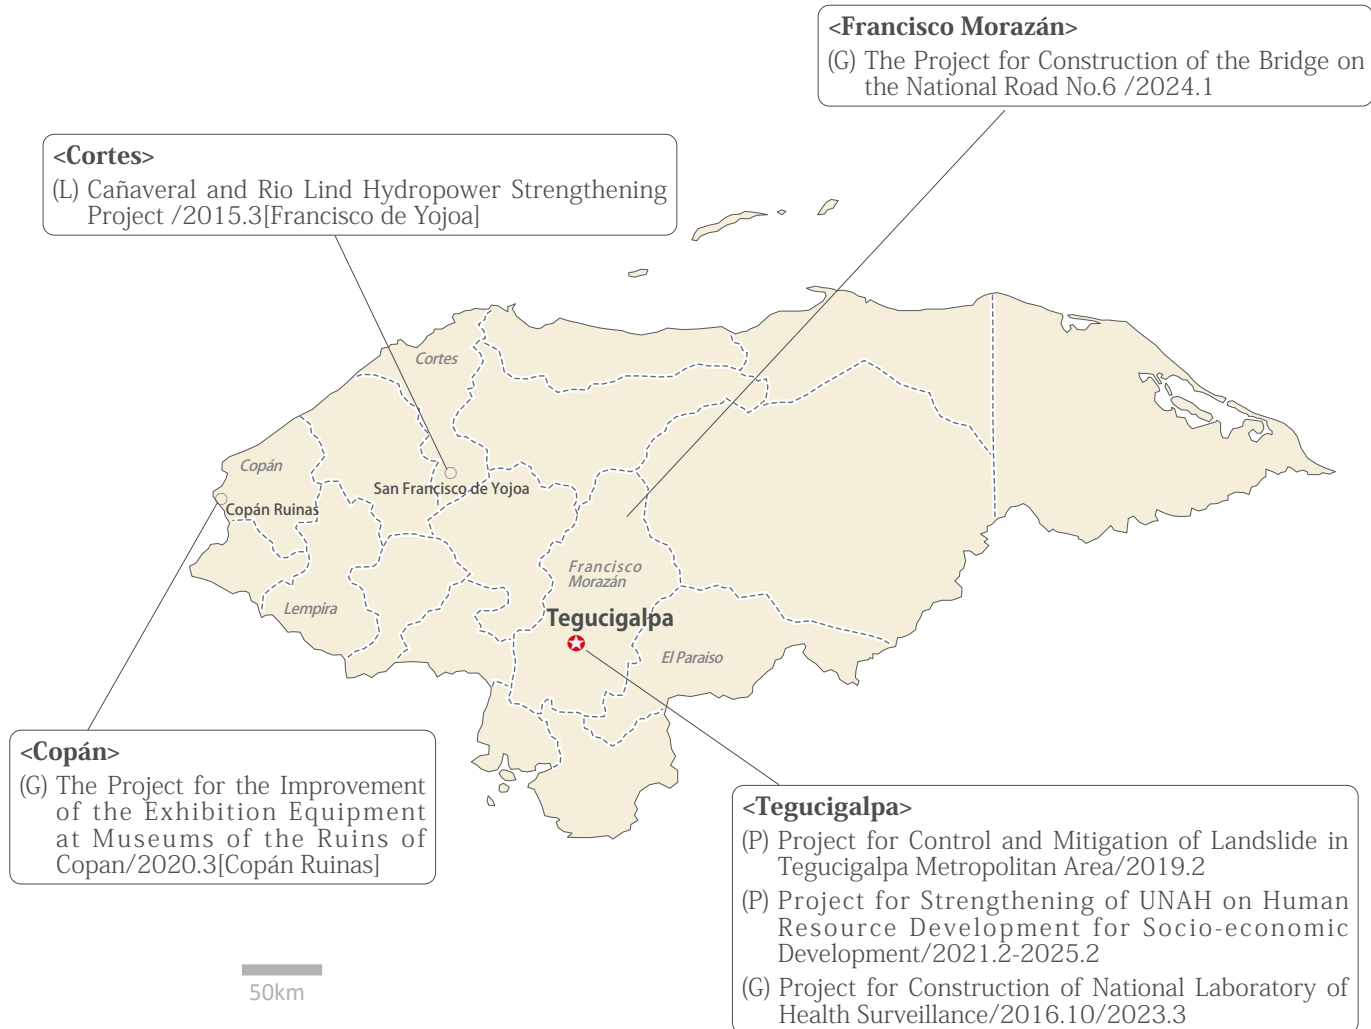 <Francisco Morazán>
(G) The Project for Construction of the Bridge on
the National Road No.6 /2024.1
<Cortes>
(L) Cañaveral and Rio Lind Hydropower Strengthening
Project /2015.3[Francisco de Yojoa]
Cortes
Copán
San Francisco de Yojoa
Copán Ruinas
Francisco
Morazán
Lempira
Tegucigalpa
El Paraiso
<Copán>
(G) The Project for the Improvement
of the Exhibition Equipment
at Museums of the Ruins of
Copan/2020.3[Copán Ruinas]
<Tegucigalpa>
(P) Project for Control and Mitigation of Landslide in
Tegucigalpa Metropolitan Area/2019.2
(P) Project for Strengthening of UNAH on Human
Resource Development for Socio-economic
Development/2021.2-2025.2
(G) Project for Construction of National Laboratory of
Health Surveillance/2016.10/2023.3
50km